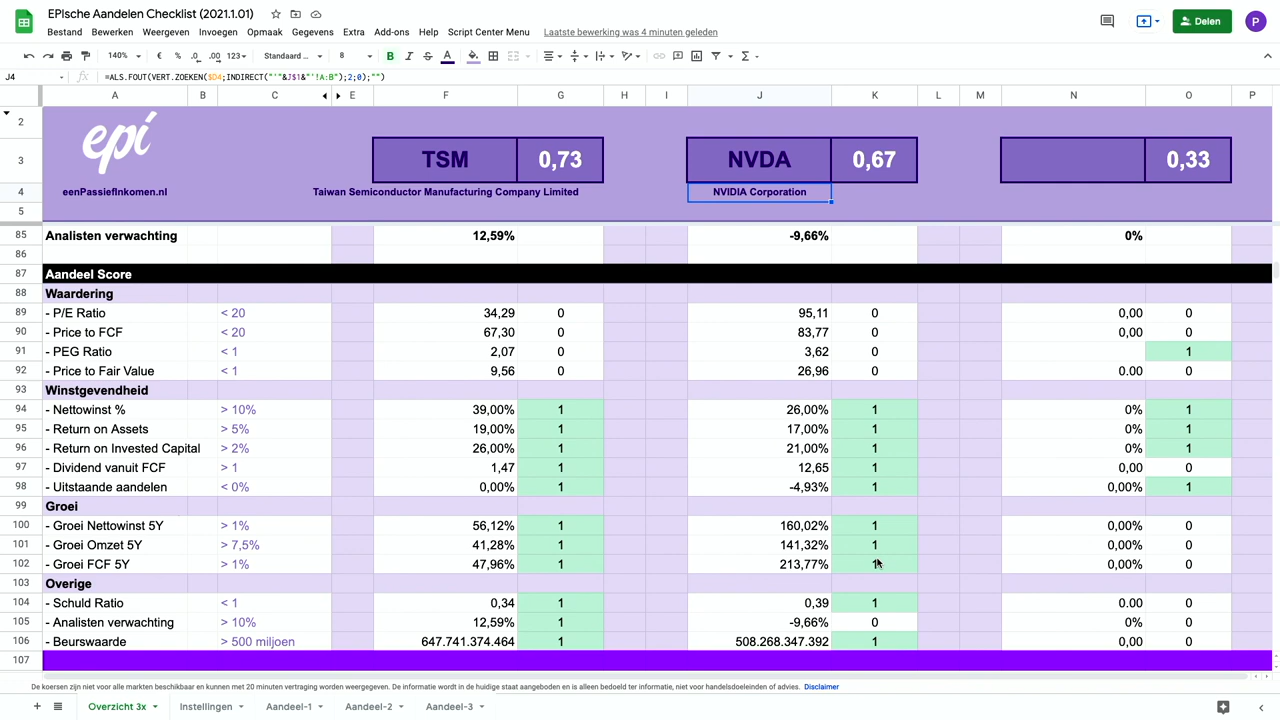 EPIsche Aandelen Checklist (2021.1.01)
Bestand Bewerken Weergeven Invoegen Opmaak Gegevens Extra Add-ons Help Script Center Menu Laatste bewerking was 4 minuten geleden
Delen
P
140% € % .0 .00 123 Standaard ... 8 B I S A
J4 fx =ALS.FOUT(VERT.ZOEKEN($D4;INDIRECT("'"&J$1&"'!A:B");2;0);"")
A B C E F G H I J K L M N O P
2 epi
3 TSM 0,73 NVDA 0,67 0,33
4 eenPassiefInkomen.nl Taiwan Semiconductor Manufacturing Company Limited NVIDIA Corporation
5
85 Analisten verwachting 12,59% -9,66% 0%
86
87 Aandeel Score
88 Waardering
89 - P/E Ratio < 20 34,29 0 95,11 0 0,00 0
90 - Price to FCF < 20 67,30 0 83,77 0 0,00 0
91 - PEG Ratio < 1 2,07 0 3,62 0 1
92 - Price to Fair Value < 1 9,56 0 26,96 0 0.00 0
93 Winstgevendheid
94 - Nettowinst % > 10% 39,00% 1 26,00% 1 0% 1
95 - Return on Assets > 5% 19,00% 1 17,00% 1 0% 1
96 - Return on Invested Capital > 2% 26,00% 1 21,00% 1 0% 1
97 - Dividend vanuit FCF > 1 1,47 1 12,65 1 0,00 0
98 - Uitstaande aandelen < 0% 0,00% 1 -4,93% 1 0,00% 1
99 Groei
100 - Groei Nettowinst 5Y > 1% 56,12% 1 160,02% 1 0,00% 0
101 - Groei Omzet 5Y > 7,5% 41,28% 1 141,32% 1 0,00% 0
102 - Groei FCF 5Y > 1% 47,96% 1 213,77% 1 0,00% 0
103 Overige
104 - Schuld Ratio < 1 0,34 1 0,39 1 0.00 0
105 - Analisten verwachting > 10% 12,59% 1 -9,66% 0 0% 0
106 - Beurswaarde > 500 miljoen 647.741.374.464 1 508.268.347.392 1 0,00 0
107
De koersen zijn niet voor alle markten beschikbaar en kunnen met 20 minuten vertraging worden weergegeven. De informatie wordt in de huidige staat aangeboden en is alleen bedoeld ter informatie, niet voor handelsdoeleinden of advies. Disclaimer
Overzicht 3x Instellingen Aandeel-1 Aandeel-2 Aandeel-3